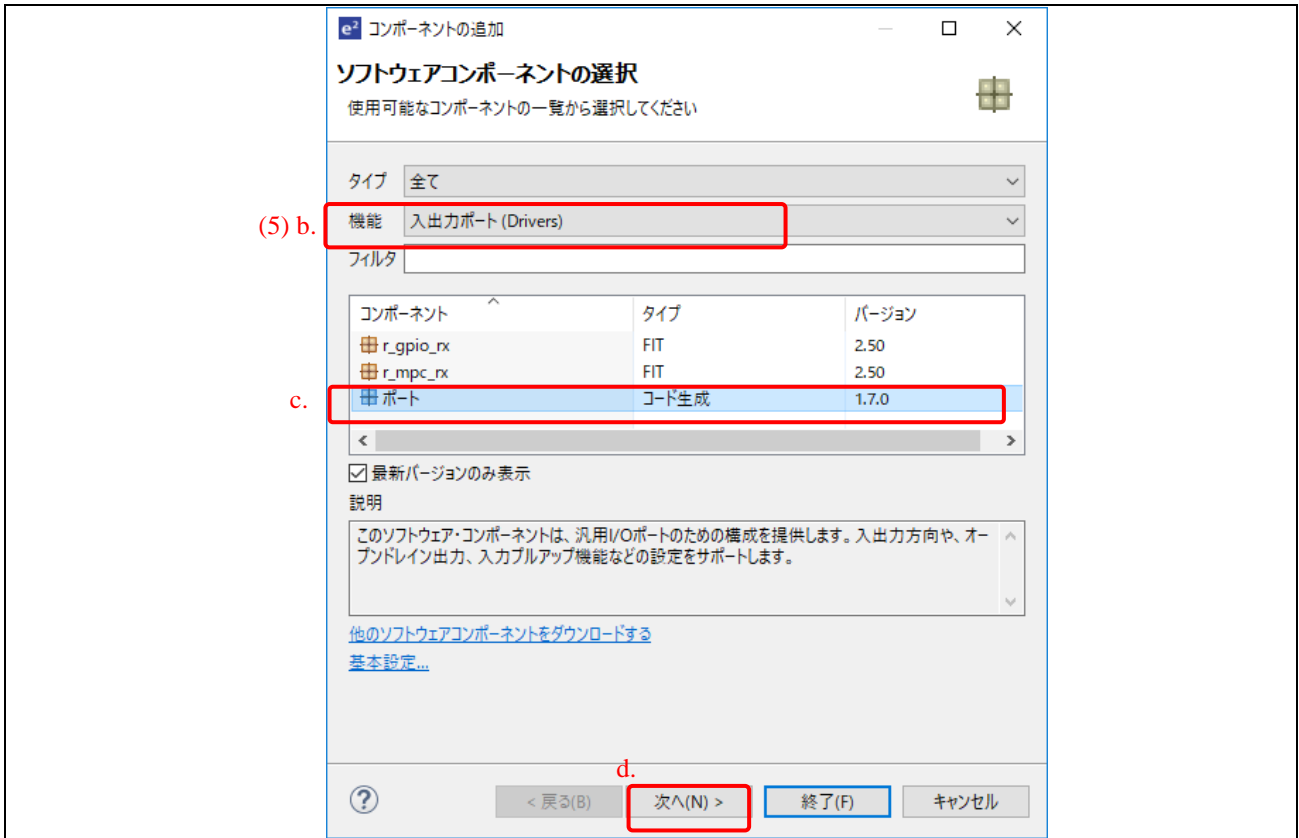 e² コンポーネントの追加
ソフトウェアコンポーネントの選択
使用可能なコンポーネントの一覧から選択してください
タイプ 全て
(5) b. 機能 入出力ポート (Drivers)
フィルタ
コンポーネント タイプ バージョン
r_gpio_rx FIT 2.50
r_mpc_rx FIT 2.50
c. ポート コード生成 1.7.0
最新バージョンのみ表示
説明
このソフトウェア・コンポーネントは、汎用I/Oポートのための構成を提供します。入出力方向や、オー
プンドレイン出力、入力プルアップ機能などの設定をサポートします。
他のソフトウェアコンポーネントをダウンロードする
基本設定...
d.
? < 戻る(B) 次へ(N) > 終了(F) キャンセル